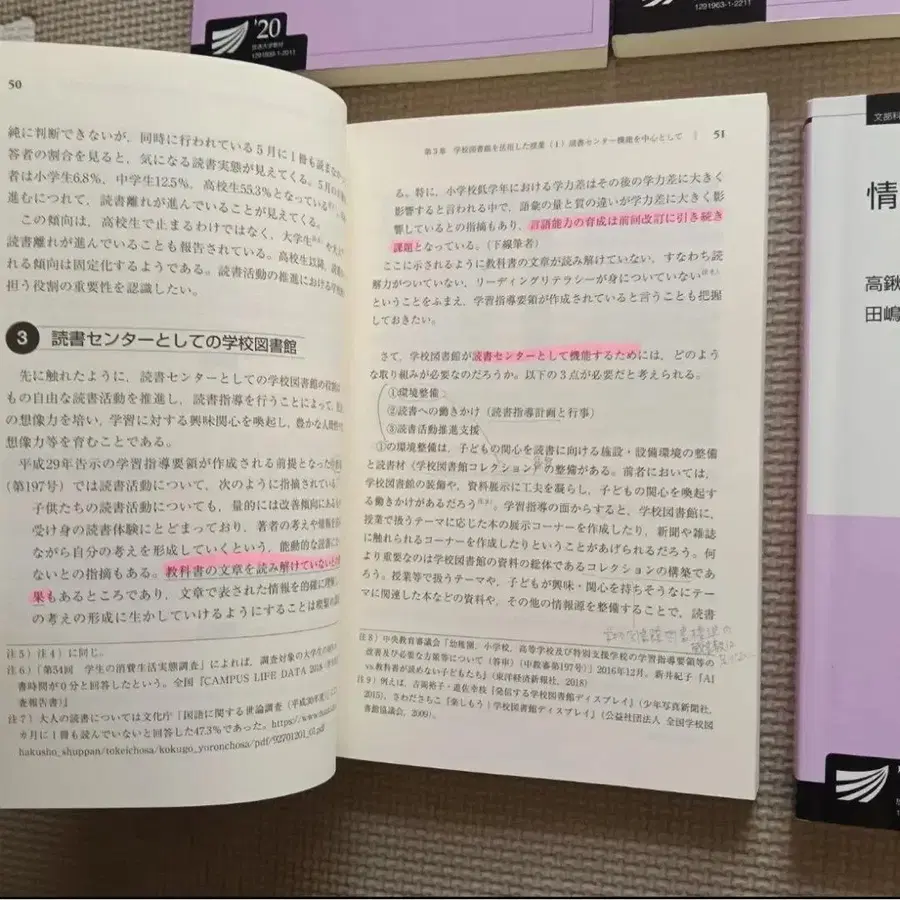 '20
放送大学教材
1291963-1-2211
50
純に判断できないが，同時に行われている5月に1冊も読まなか
答者の割合を見ると，気になる読書実態が見えてくる。5月の
者は小学生6.8%，中学生12.5%，高校生55.3%となっている
進むにつれて，読書離れが進んでいることが見えてくる。
この傾向は，高校生で止まるわけではなく，大学生
読書離れが進んでいることも報告されている。高校生以降，
れる傾向は固定化するようである。読書活動の推進における学校
担う役割の重要性を認識したい。
3 読書センターとしての学校図書館
先に触れたように，読書センターとしての学校図書館の役割は
もの自由な読書活動を推進し，読書指導を行うことによって，
の想像力を培い，学習に対する興味関心を喚起し，豊かな人間性
想像力等を育むことである。
平成29年告示の学習指導要領が作成される前提となった
（第197号）では読書活動について，次のように指摘されている
子供たちの読書活動についても，量的には改善傾向にある
受け身の読書体験にとどまっており，著者の考えや情報を
ながら自分の考えを形成していくという，能動的な読書に
ないとの指摘もある。教科書の文章を読み解けていないと
果もあるところであり，文章で表された情報を的確に理解
の考えの形成に生かしていけるようにすることは喫緊の
注5）注4）に同じ。
注6）「第54回 学生の消費生活実態調査」によれば，調査対象の大学生の
書時間が0分と回答したという。全国『CAMPUS LIFE DATA 2018
査報告書）』
注7）大人の読書については文化庁「国語に関する世論調査（平成30年度）」
カ月に1冊も読んでいないと回答した47.3%であった。https://www
hakusho_shuppan/tokeichosa/kokugo_yoronchosa/pdf/92701201_01.pdf
第3章 学校図書館を活用した授業（1）読書センター機能を中心として | 51
る。特に，小学校低学年における学力差はその後の学力差に大きく
影響すると言われる中で，語彙の量と質の違いが学力差に大きく影
響しているとの指摘もあり，言語能力の育成は前回改訂に引き続き
課題となっている。（下線筆者）
ここに示されるように教科書の文章が読み解けていない，すなわち読
解力がついていない，リーディングリテラシーが身についていない（注8）
ということをふまえ，学習指導要領が作成されていると言うことも把握
しておきたい。
さて，学校図書館が読書センターとして機能するためには，どのよう
な取り組みが必要なのだろうか。以下の3点が必要だと考えられる。
①環境整備
②読書への働きかけ（読書指導計画と行事）
③読書活動推進支援
①の環境整備は，子どもの関心を読書に向ける施設・設備環境の整備
と読書材（学校図書館コレクション）の整備がある。前者においては，
学校図書館の装飾や，資料展示に工夫を凝らし，子どもの関心を喚起す
る働きかけがあるだろう（注9）。学習指導の面からすると，学校図書館に，
授業で扱うテーマに応じた本の展示コーナーを作成したり，新聞や雑誌
に触れられるコーナーを作成したりということがあげられるだろう。何
より重要なのは学校図書館の資料の総体であるコレクションの構築であ
ろう。授業等で扱うテーマや，子どもが興味・関心を持ちそうなにテー
マに関連した本などの資料や，その他の情報源を整備することで，読書
注8）中央教育審議会「幼稚園，小学校，高等学校及び特別支援学校の学習指導要領等の
改善及び必要な方策等について（答申）（中教審第197号）」2016年12月。新井紀子『AI
vs.教科書が読めない子どもたち』（東洋経済新報社，2018）
注9）例えば，吉岡裕子・遊佐幸枝『発信する学校図書館ディスプレイ』（少年写真新聞社，
2015），さわださちこ『楽しもう！学校図書館ディスプレイ』（公益社団法人 全国学校図
書館協議会，2009）。
文部科
情
高鍬
田嶋